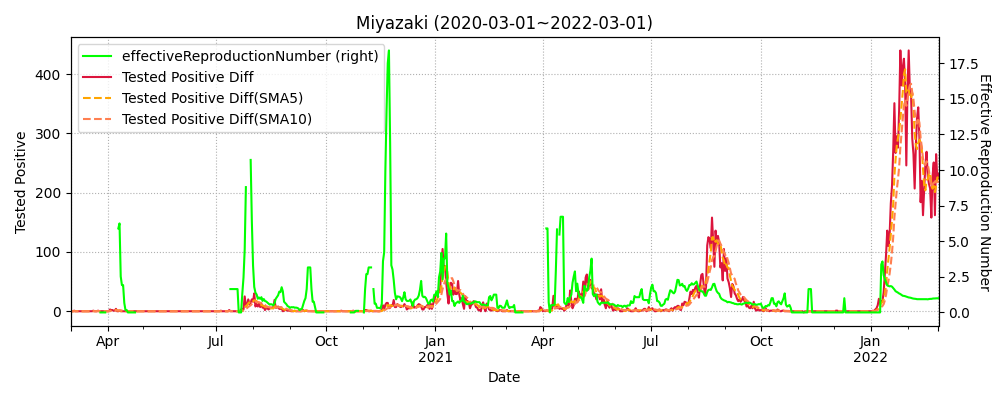 Miyazaki (2020-03-01~2022-03-01)
effectiveReproductionNumber (right)
Tested Positive Diff
Tested Positive Diff(SMA5)
Tested Positive Diff(SMA10)
Tested Positive
400
300
200
100
0
Effective Reproduction Number
17.5
15.0
12.5
10.0
7.5
5.0
2.5
0.0
Apr
Jul
Oct
Jan
2021
Apr
Jul
Oct
Jan
2022
Date